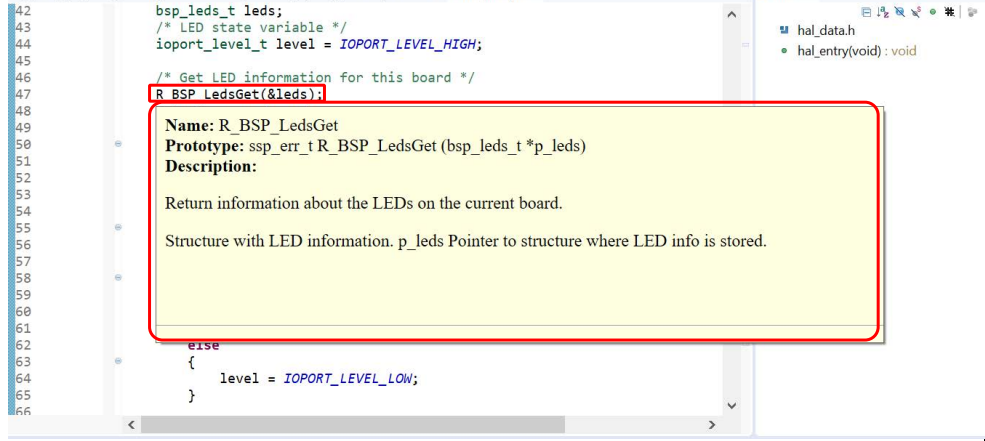 42 bsp_leds_t leds;
43 /* LED state variable */
44 ioport_level_t level = IOPORT_LEVEL_HIGH;
45
46 /* Get LED information for this board */
47 R_BSP_LedsGet(&leds);
48
49
50
51
52
53
54
55
56
57
58
59
60
61
62 else
63 {
64 level = IOPORT_LEVEL_LOW;
65 }
66
Name: R_BSP_LedsGet
Prototype: ssp_err_t R_BSP_LedsGet (bsp_leds_t *p_leds)
Description:
Return information about the LEDs on the current board.
Structure with LED information. p_leds Pointer to structure where LED info is stored.
hal_data.h
hal_entry(void) : void